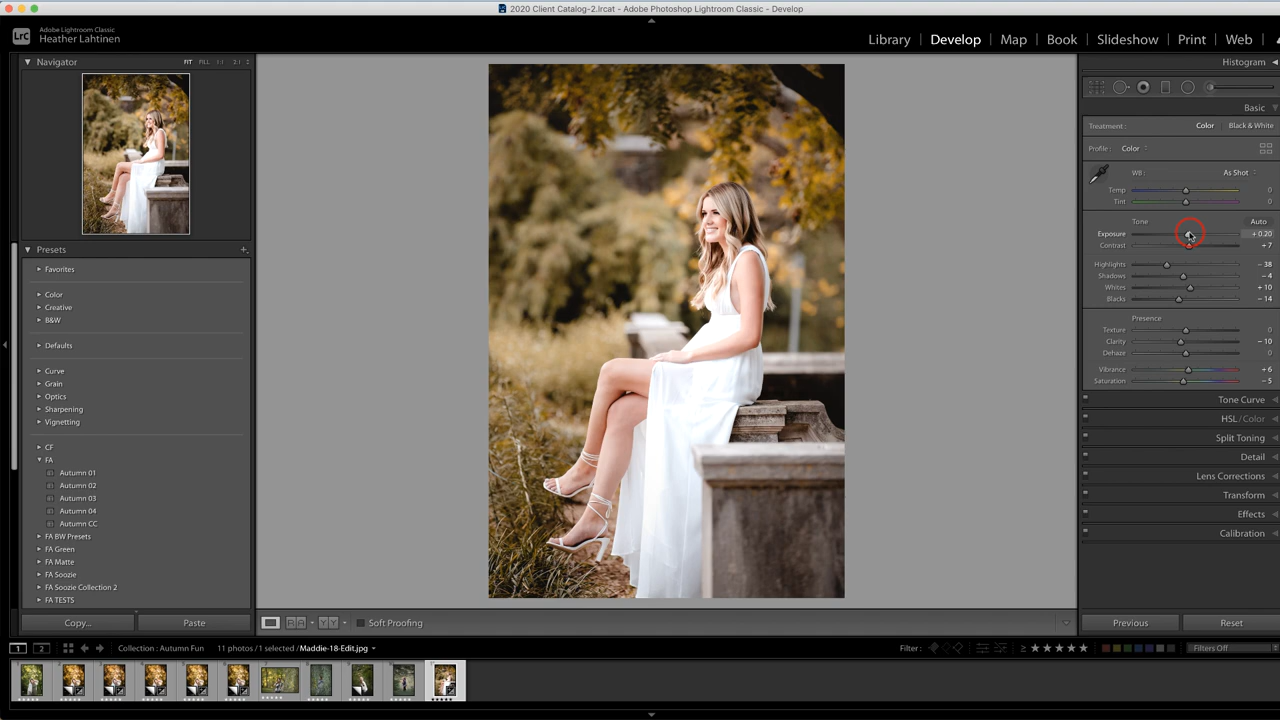 2020 Client Catalog-2.lrcat - Adobe Photoshop Lightroom Classic - Develop
LrC
Adobe Lightroom Classic
Heather Lahtinen
Library | Develop | Map | Book | Slideshow | Print | Web
Navigator FIT FILL 1:1 2:1
Histogram
Basic
Treatment : Color Black & White
Profile : Color
WB : As Shot
Temp 0
Tint 0
Tone Auto
Exposure + 0.20
Contrast + 7
Highlights − 38
Shadows − 4
Whites + 10
Blacks − 14
Presence
Texture 0
Clarity − 10
Dehaze 0
Vibrance + 6
Saturation − 5
Tone Curve
HSL / Color
Split Toning
Detail
Lens Corrections
Transform
Effects
Calibration
Previous Reset
Presets +
Favorites
Color
Creative
B&W
Defaults
Curve
Grain
Optics
Sharpening
Vignetting
CF
FA
Autumn 01
Autumn 02
Autumn 03
Autumn 04
Autumn CC
FA BW Presets
FA Green
FA Matte
FA Soozie
FA Soozie Collection 2
FA TESTS
Copy... Paste
Soft Proofing
1 2 Collection : Autumn Fun 11 photos / 1 selected / Maddie-18-Edit.jpg
Filter : ≥ ★ ★ ★ ★ ★ Filters Off